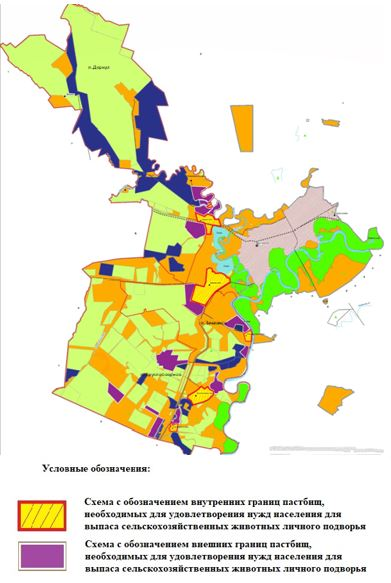 Условные обозначения:
Схема с обозначением внутренних границ пастбищ,
необходимых для удовлетворения нужд населения для
выпаса сельскохозяйственных животных личного подворья
Схема с обозначением внешних границ пастбищ,
необходимых для удовлетворения нужд населения для
выпаса сельскохозяйственных животных личного подворья